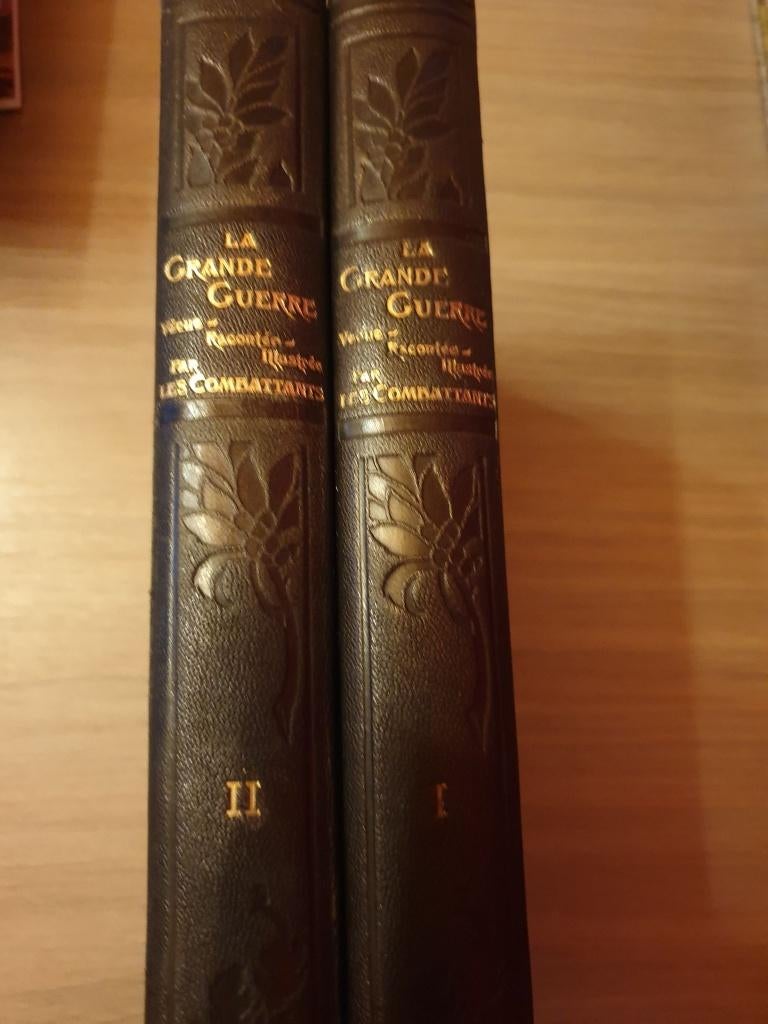 LA
GRANDE
GUERRE
Vécue -
Racontée -
Illustrée
PAR
LES COMBATTANTS
II
LA
GRANDE
GUERRE
Vécue -
Racontée -
Illustrée
PAR
LES COMBATTANTS
I